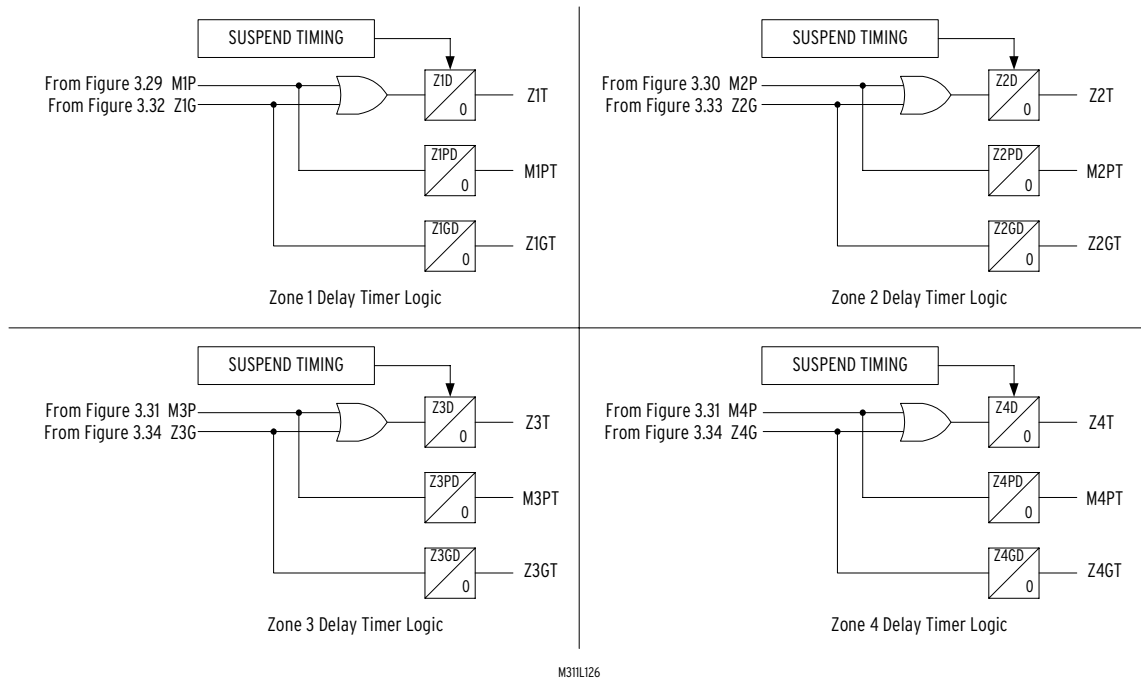 SUSPEND TIMING
From Figure 3.29 M1P
From Figure 3.32 Z1G
Z1D
0
Z1T
Z1PD
0
M1PT
Z1GD
0
Z1GT
Zone 1 Delay Timer Logic
SUSPEND TIMING
From Figure 3.30 M2P
From Figure 3.33 Z2G
Z2D
0
Z2T
Z2PD
0
M2PT
Z2GD
0
Z2GT
Zone 2 Delay Timer Logic
SUSPEND TIMING
From Figure 3.31 M3P
From Figure 3.34 Z3G
Z3D
0
Z3T
Z3PD
0
M3PT
Z3GD
0
Z3GT
Zone 3 Delay Timer Logic
SUSPEND TIMING
From Figure 3.31 M4P
From Figure 3.34 Z4G
Z4D
0
Z4T
Z4PD
0
M4PT
Z4GD
0
Z4GT
Zone 4 Delay Timer Logic
M311L126